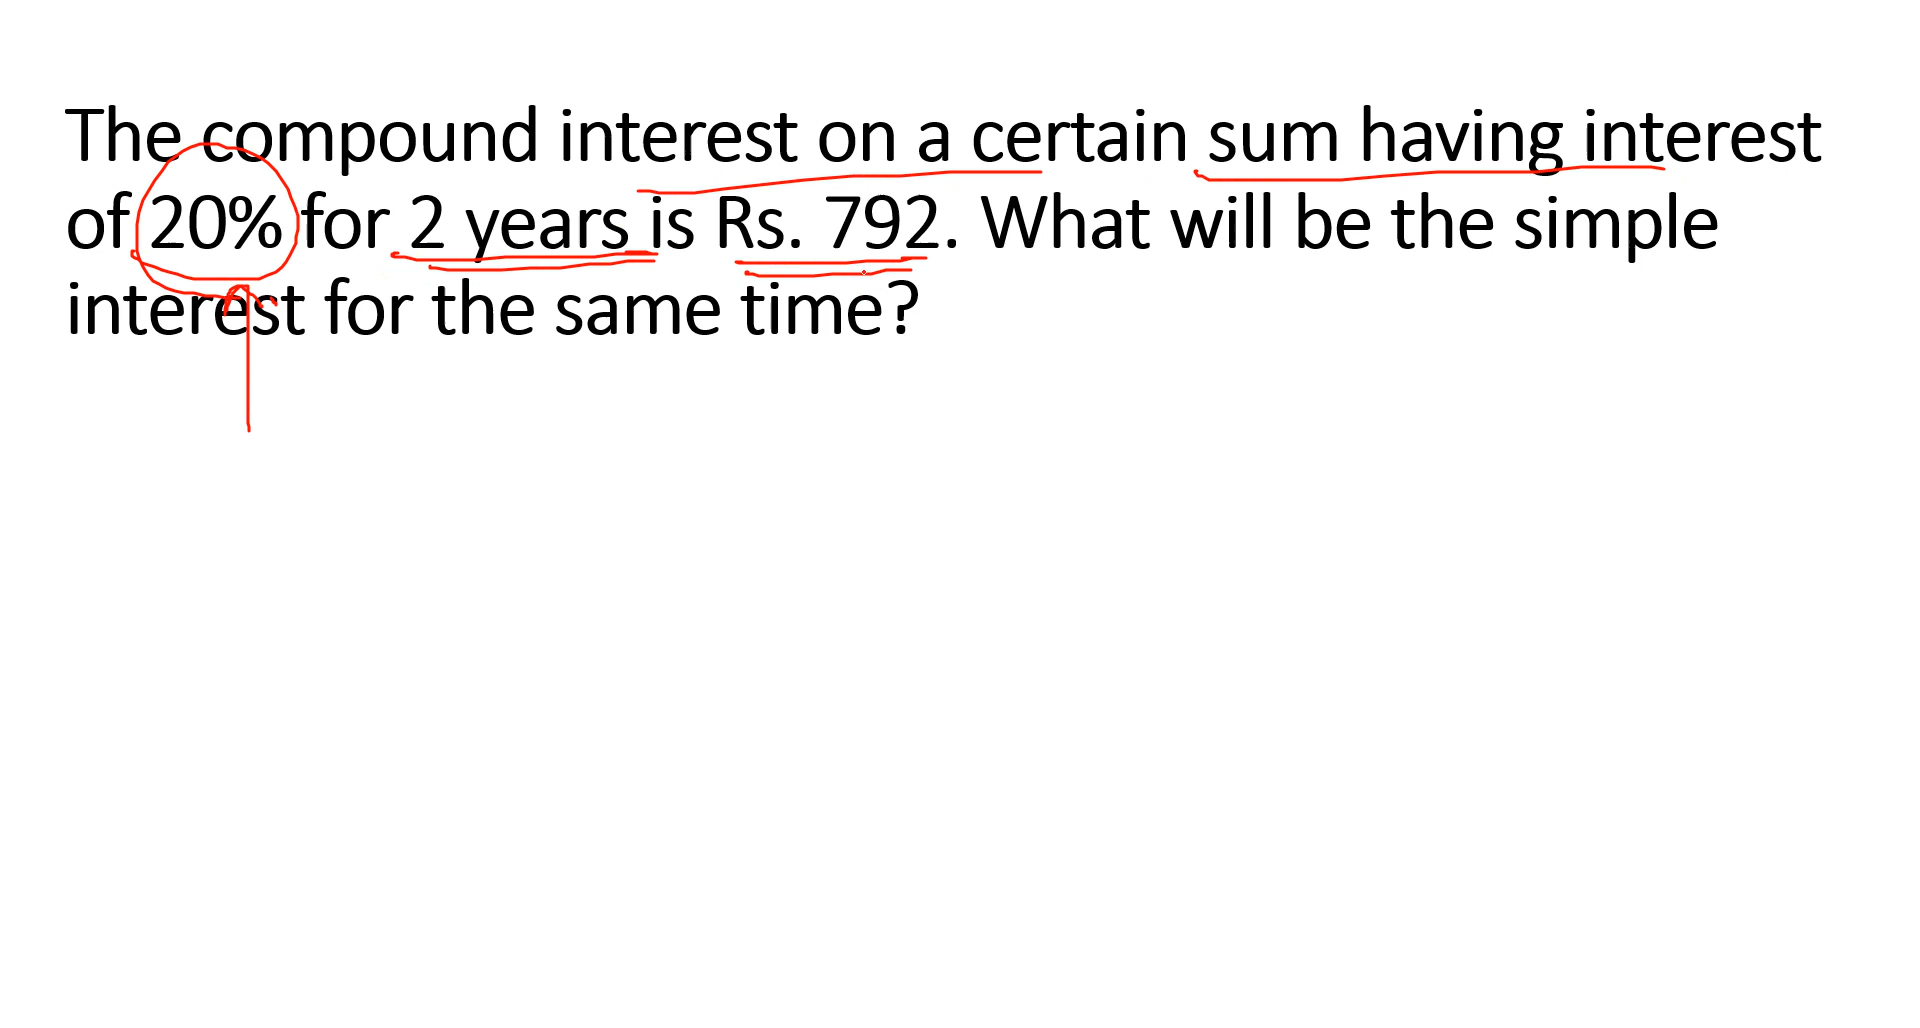 The compound interest on a certain sum having interest
of 20% for 2 years is Rs. 792. What will be the simple
interest for the same time?